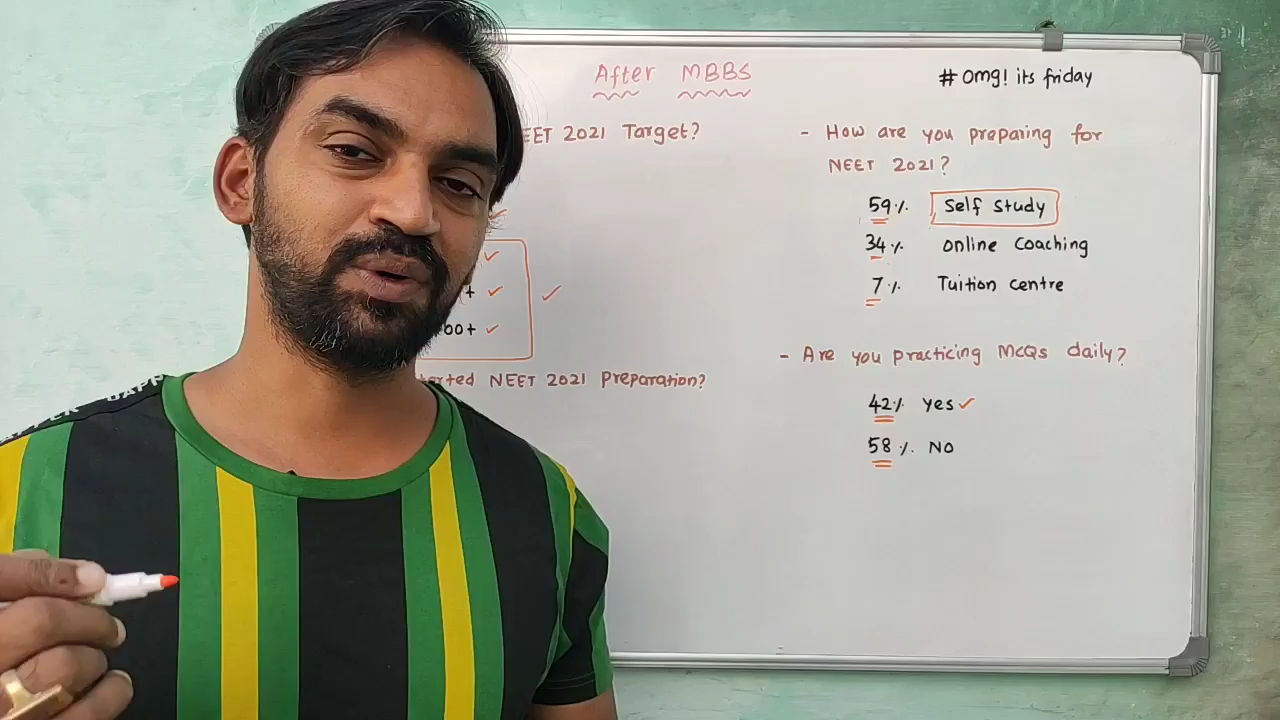 After MBBS
# omg! its friday
EET 2021 Target?
+
00+
tarted NEET 2021 Preparation?
- How are you preparing for
NEET 2021?
59% Self study
34% online coaching
7% Tuition centre
- Are you practicing MCQs daily?
42% Yes
58% NO